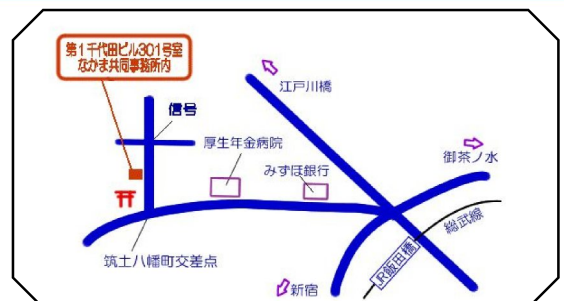 第1千代田ビル301号室
なかま共同事務所内
信号
江戸川橋
厚生年金病院
みずほ銀行
御茶ノ水
総武線
JR飯田橋
筑土八幡町交差点
新宿